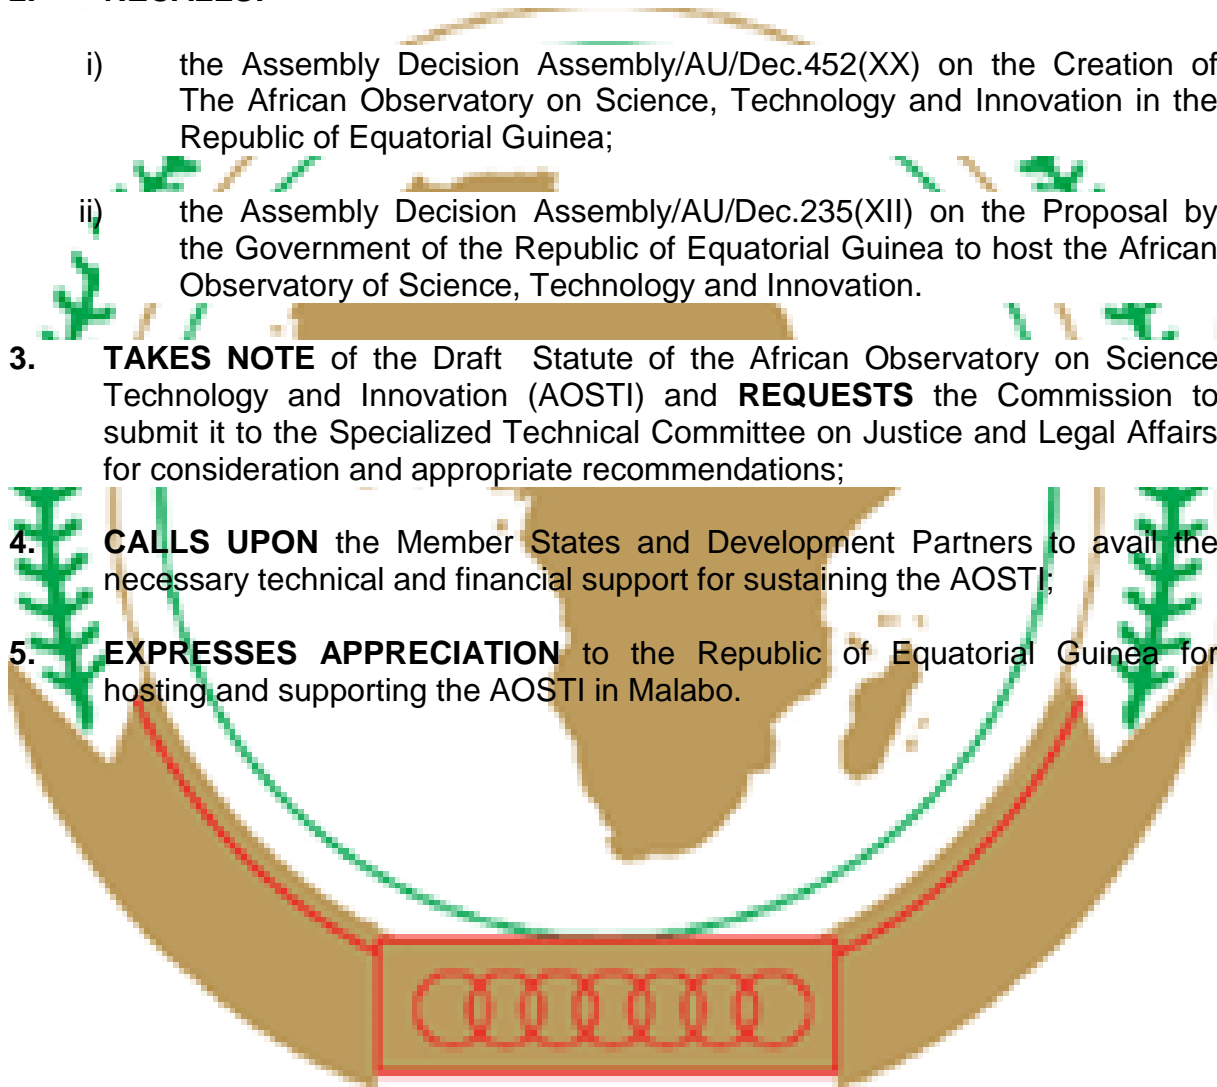 2. RECALLS:
i) the Assembly Decision Assembly/AU/Dec.452(XX) on the Creation of
The African Observatory on Science, Technology and Innovation in the
Republic of Equatorial Guinea;
ii) the Assembly Decision Assembly/AU/Dec.235(XII) on the Proposal by
the Government of the Republic of Equatorial Guinea to host the African
Observatory of Science, Technology and Innovation.
3. TAKES NOTE of the Draft Statute of the African Observatory on Science
Technology and Innovation (AOSTI) and REQUESTS the Commission to
submit it to the Specialized Technical Committee on Justice and Legal Affairs
for consideration and appropriate recommendations;
4. CALLS UPON the Member States and Development Partners to avail the
necessary technical and financial support for sustaining the AOSTI;
5. EXPRESSES APPRECIATION to the Republic of Equatorial Guinea for
hosting and supporting the AOSTI in Malabo.